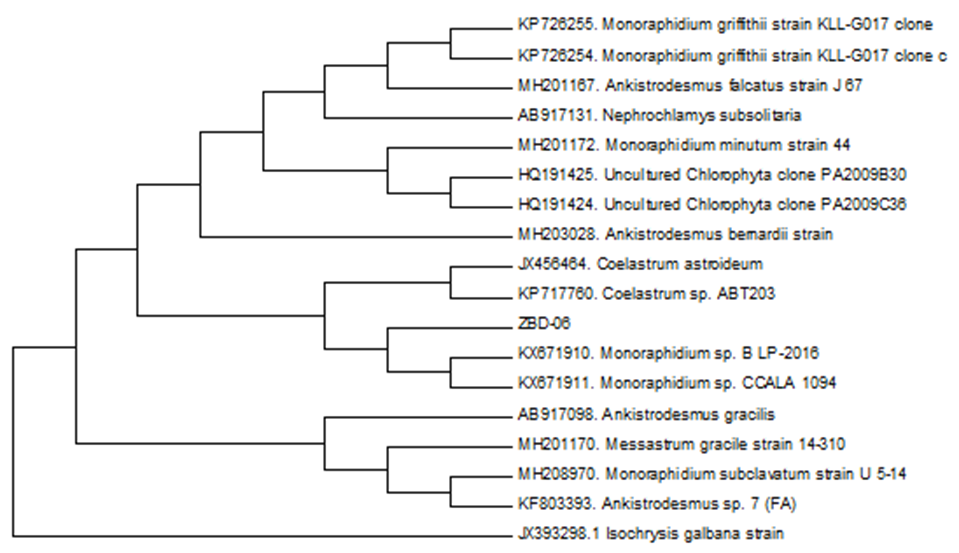 KP726255. Monoraphidium griffithii strain KLL-G017 clone
KP726254. Monoraphidium griffithii strain KLL-G017 clone c
MH201167. Ankistrodesmus falcatus strain J 67
AB917131. Nephrochlamys subsolitaria
MH201172. Monoraphidium minutum strain 44
HQ191425. Uncultured Chlorophyta clone PA2009B30
HQ191424. Uncultured Chlorophyta clone PA2009C36
MH203028. Ankistrodesmus bernardii strain
JX456464. Coelastrum astroideum
KP717760. Coelastrum sp. ABT203
ZBD-06
KX671910. Monoraphidium sp. B LP-2016
KX671911. Monoraphidium sp. CCALA 1094
AB917098. Ankistrodesmus gracilis
MH201170. Messastrum gracile strain 14-310
MH208970. Monoraphidium subclavatum strain U 5-14
KF803393. Ankistrodesmus sp. 7 (FA)
JX393298.1 Isochrysis galbana strain